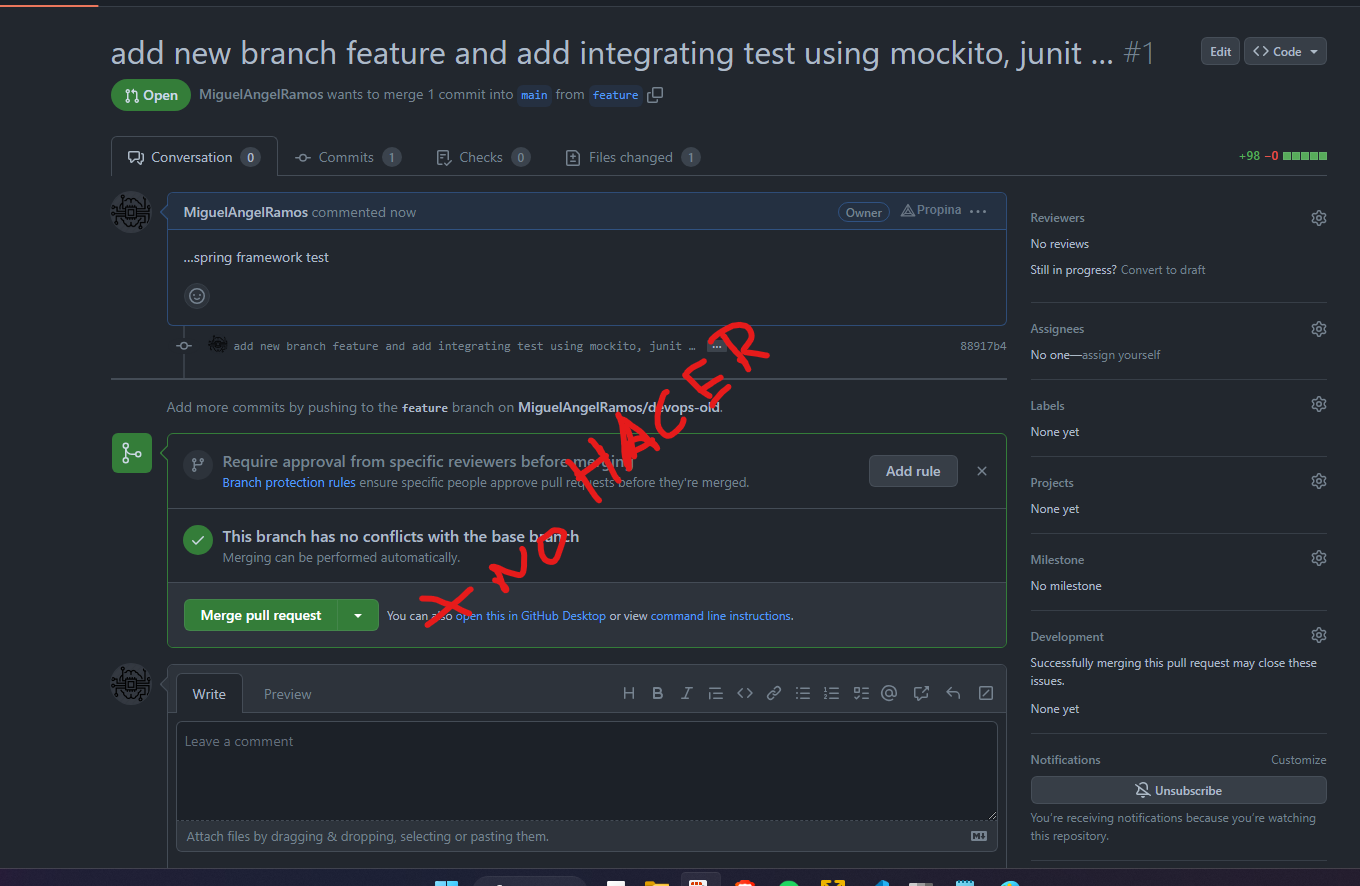 add new branch feature and add integrating test using mockito, junit ... #1
Edit
<> Code
Open
MiguelAngelRamos wants to merge 1 commit into main from feature
Conversation 0
Commits 1
Checks 0
Files changed 1
+98 −0
MiguelAngelRamos commented now
Owner
Propina
...spring framework test
add new branch feature and add integrating test using mockito, junit …
88917b4
Add more commits by pushing to the feature branch on MiguelAngelRamos/devops-old.
Require approval from specific reviewers before merging
Branch protection rules ensure specific people approve pull requests before they're merged.
Add rule
This branch has no conflicts with the base branch
Merging can be performed automatically.
Merge pull request
You can also open this in GitHub Desktop or view command line instructions.
X NO HACER
Write
Preview
Leave a comment
Attach files by dragging & dropping, selecting or pasting them.
Reviewers
No reviews
Still in progress? Convert to draft
Assignees
No one—assign yourself
Labels
None yet
Projects
None yet
Milestone
No milestone
Development
Successfully merging this pull request may close these
issues.
None yet
Notifications
Customize
Unsubscribe
You're receiving notifications because you're watching
this repository.